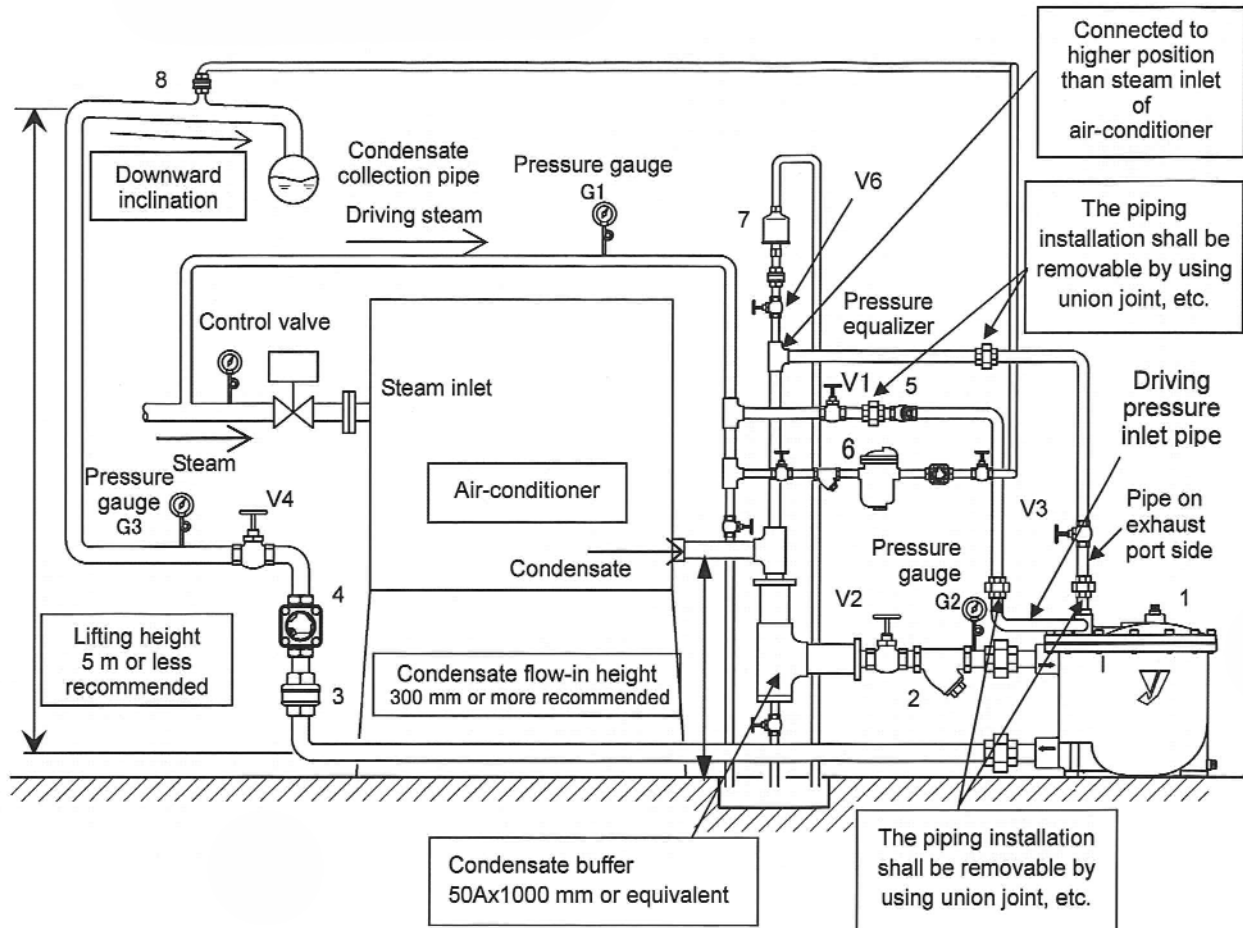 Connected to
higher position
than steam inlet
of
air-conditioner
8
Downward
inclination
Condensate
collection pipe
Driving steam
Pressure gauge
G1
7
V6
The piping
installation shall be
removable by using
union joint, etc.
Control valve
Steam inlet
Steam
Pressure
equalizer
V1
5
6
Driving
pressure
inlet pipe
Pressure
gauge
G3
V4
Air-conditioner
Condensate
V3
Pipe on
exhaust
port side
Pressure
gauge
G2
V2
1
4
3
2
Lifting height
5 m or less
recommended
Condensate flow-in height
300 mm or more recommended
Condensate buffer
50Ax1000 mm or equivalent
The piping installation
shall be removable by
using union joint, etc.